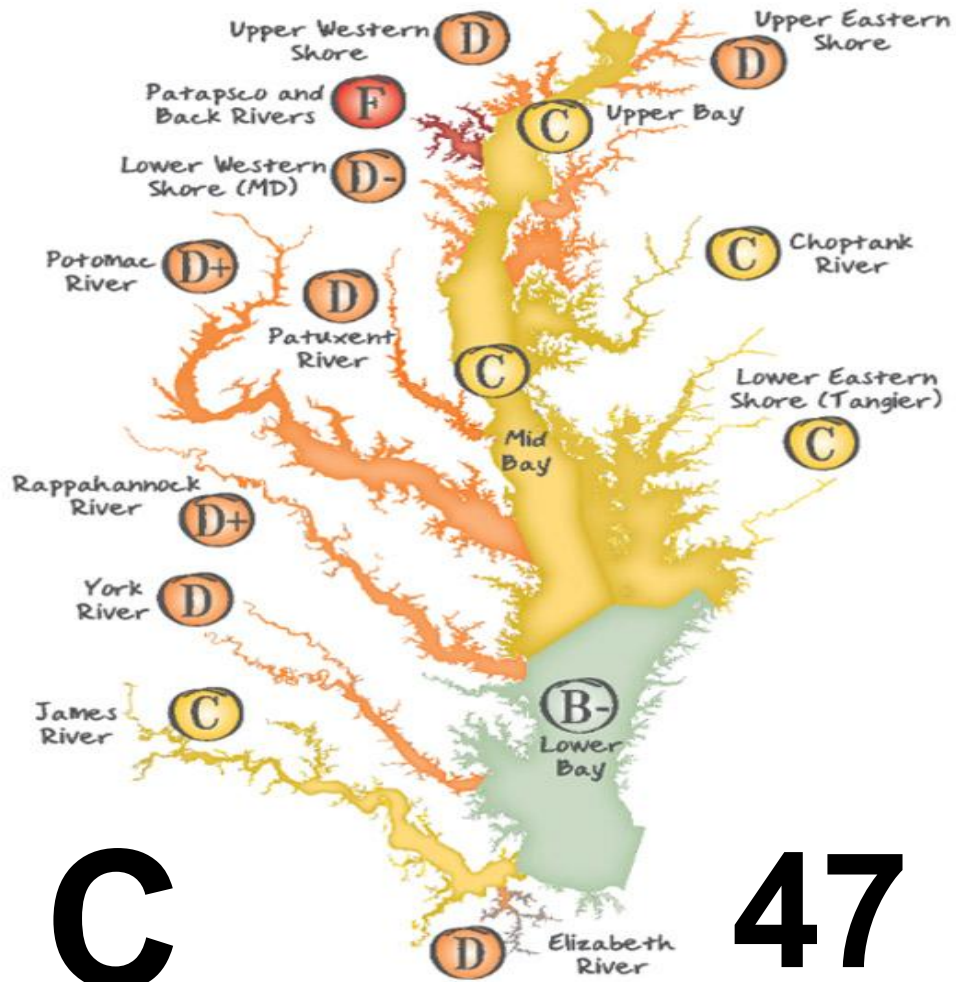 Upper Western
Shore
D
Upper Eastern
Shore
D
Patapsco and
Back Rivers
F
C
Upper Bay
Lower Western
Shore (MD)
D-
Potomac
River
D+
D
Patuxent
River
C
Choptank
River
C
Mid
Bay
Lower Eastern
Shore (Tangier)
C
Rappahannock
River
D+
York
River
D
James
River
C
B-
Lower
Bay
C
47
D
Elizabeth
River